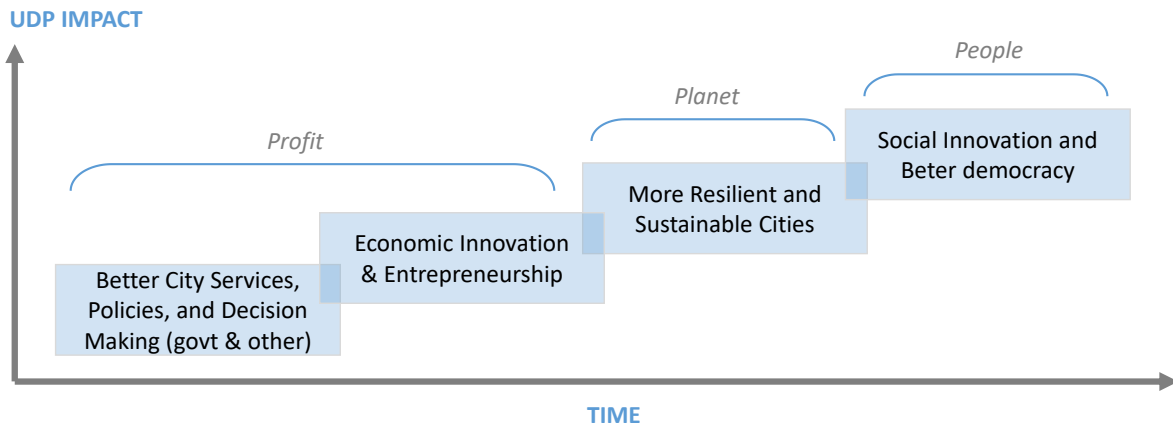 UDP IMPACT
People
Planet
Profit
Social Innovation and
Beter democracy
More Resilient and
Sustainable Cities
Economic Innovation
& Entrepreneurship
Better City Services,
Policies, and Decision
Making (govt & other)
TIME